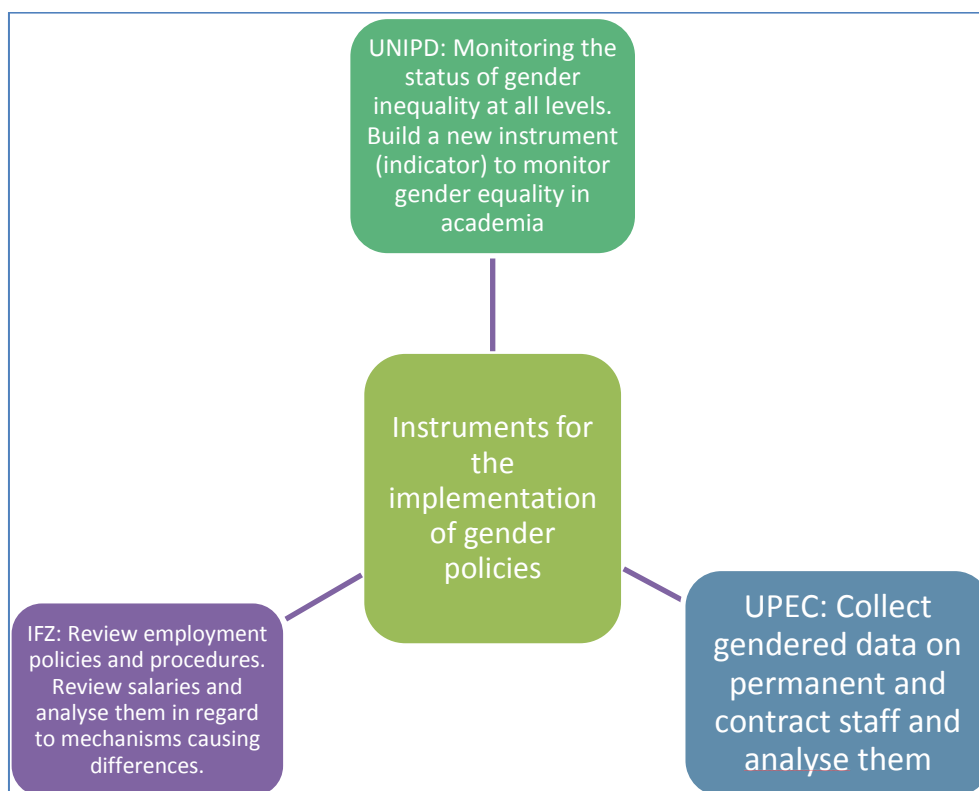 UNIPD: Monitoring the
status of gender
inequality at all levels.
Build a new instrument
(indicator) to monitor
gender equality in
academia
Instruments for
the
implementation
of gender
policies
IFZ: Review employment
policies and procedures.
Review salaries and
analyse them in regard
to mechanisms causing
differences.
UPEC: Collect
gendered data on
permanent and
contract staff and
analyse them